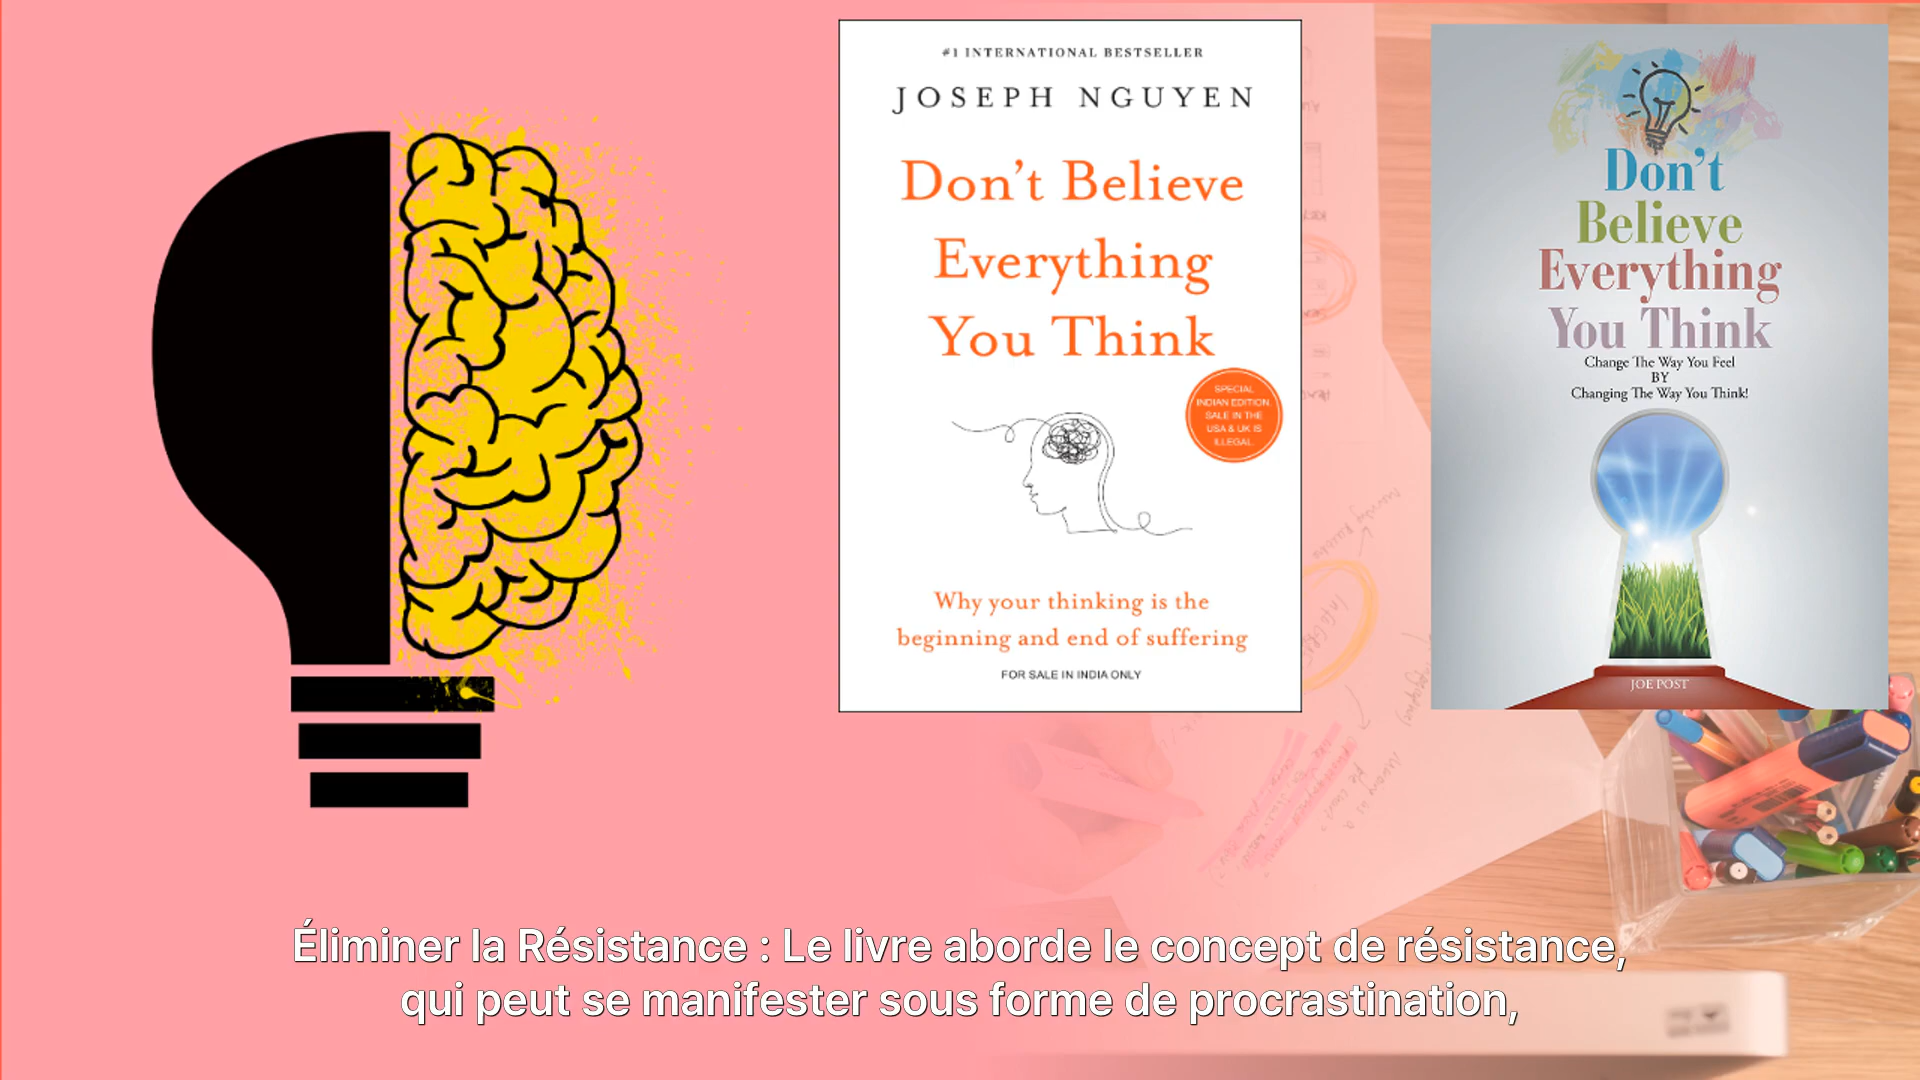 #1 INTERNATIONAL BESTSELLER
JOSEPH NGUYEN
Don't Believe
Everything
You Think
SPECIAL
INDIAN EDITION.
SALE IN THE
USA & UK IS
ILLEGAL.
Why your thinking is the
beginning and end of suffering
FOR SALE IN INDIA ONLY
Don't
Believe
Everything
You Think
Change The Way You Feel
BY
Changing The Way You Think!
JOE POST
Éliminer la Résistance : Le livre aborde le concept de résistance,
qui peut se manifester sous forme de procrastination,